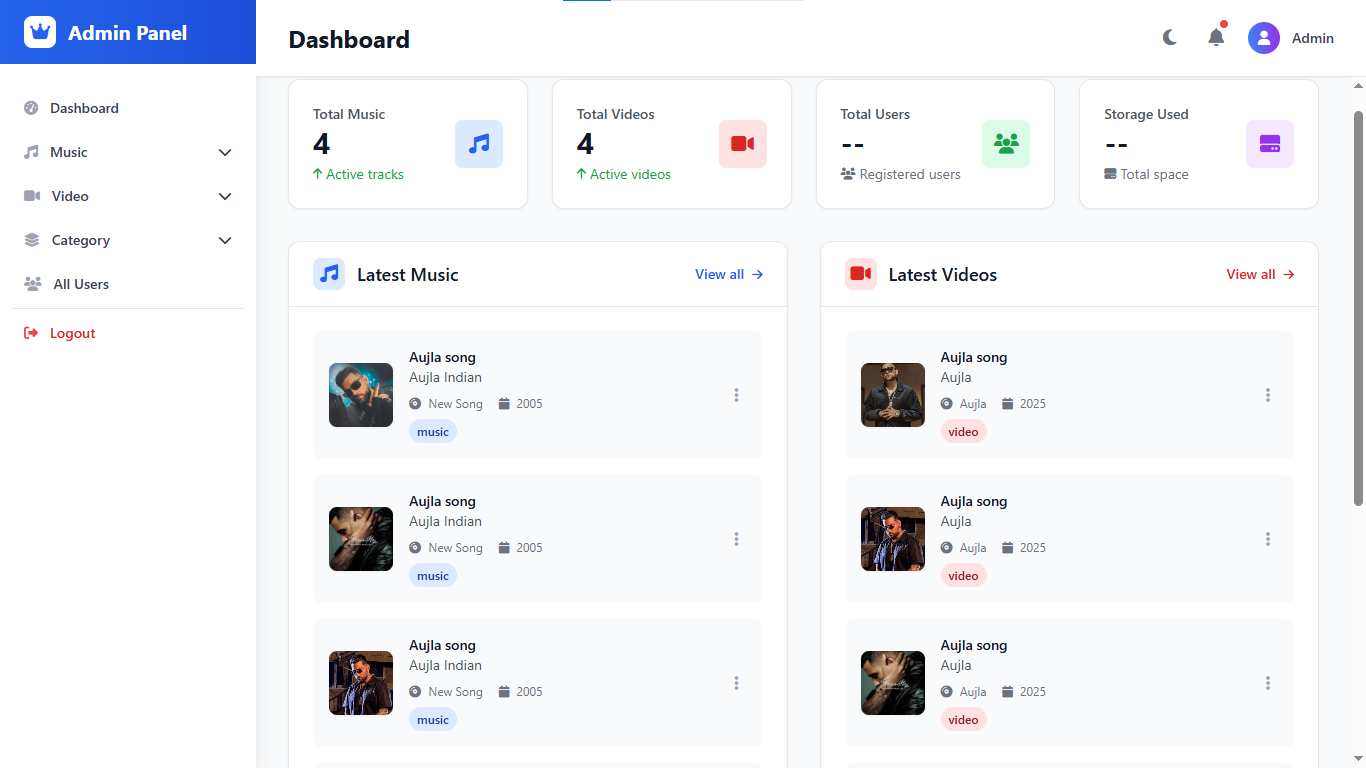 Admin Panel
Dashboard
Music
Video
Category
All Users
Logout
Dashboard
Admin
Total Music
4
Active tracks
Total Videos
4
Active videos
Total Users
--
Registered users
Storage Used
--
Total space
Latest Music
View all
Aujla song
Aujla Indian
New Song 2005
music
Aujla song
Aujla Indian
New Song 2005
music
Aujla song
Aujla Indian
New Song 2005
music
Latest Videos
View all
Aujla song
Aujla
Aujla 2025
video
Aujla song
Aujla
Aujla 2025
video
Aujla song
Aujla
Aujla 2025
video